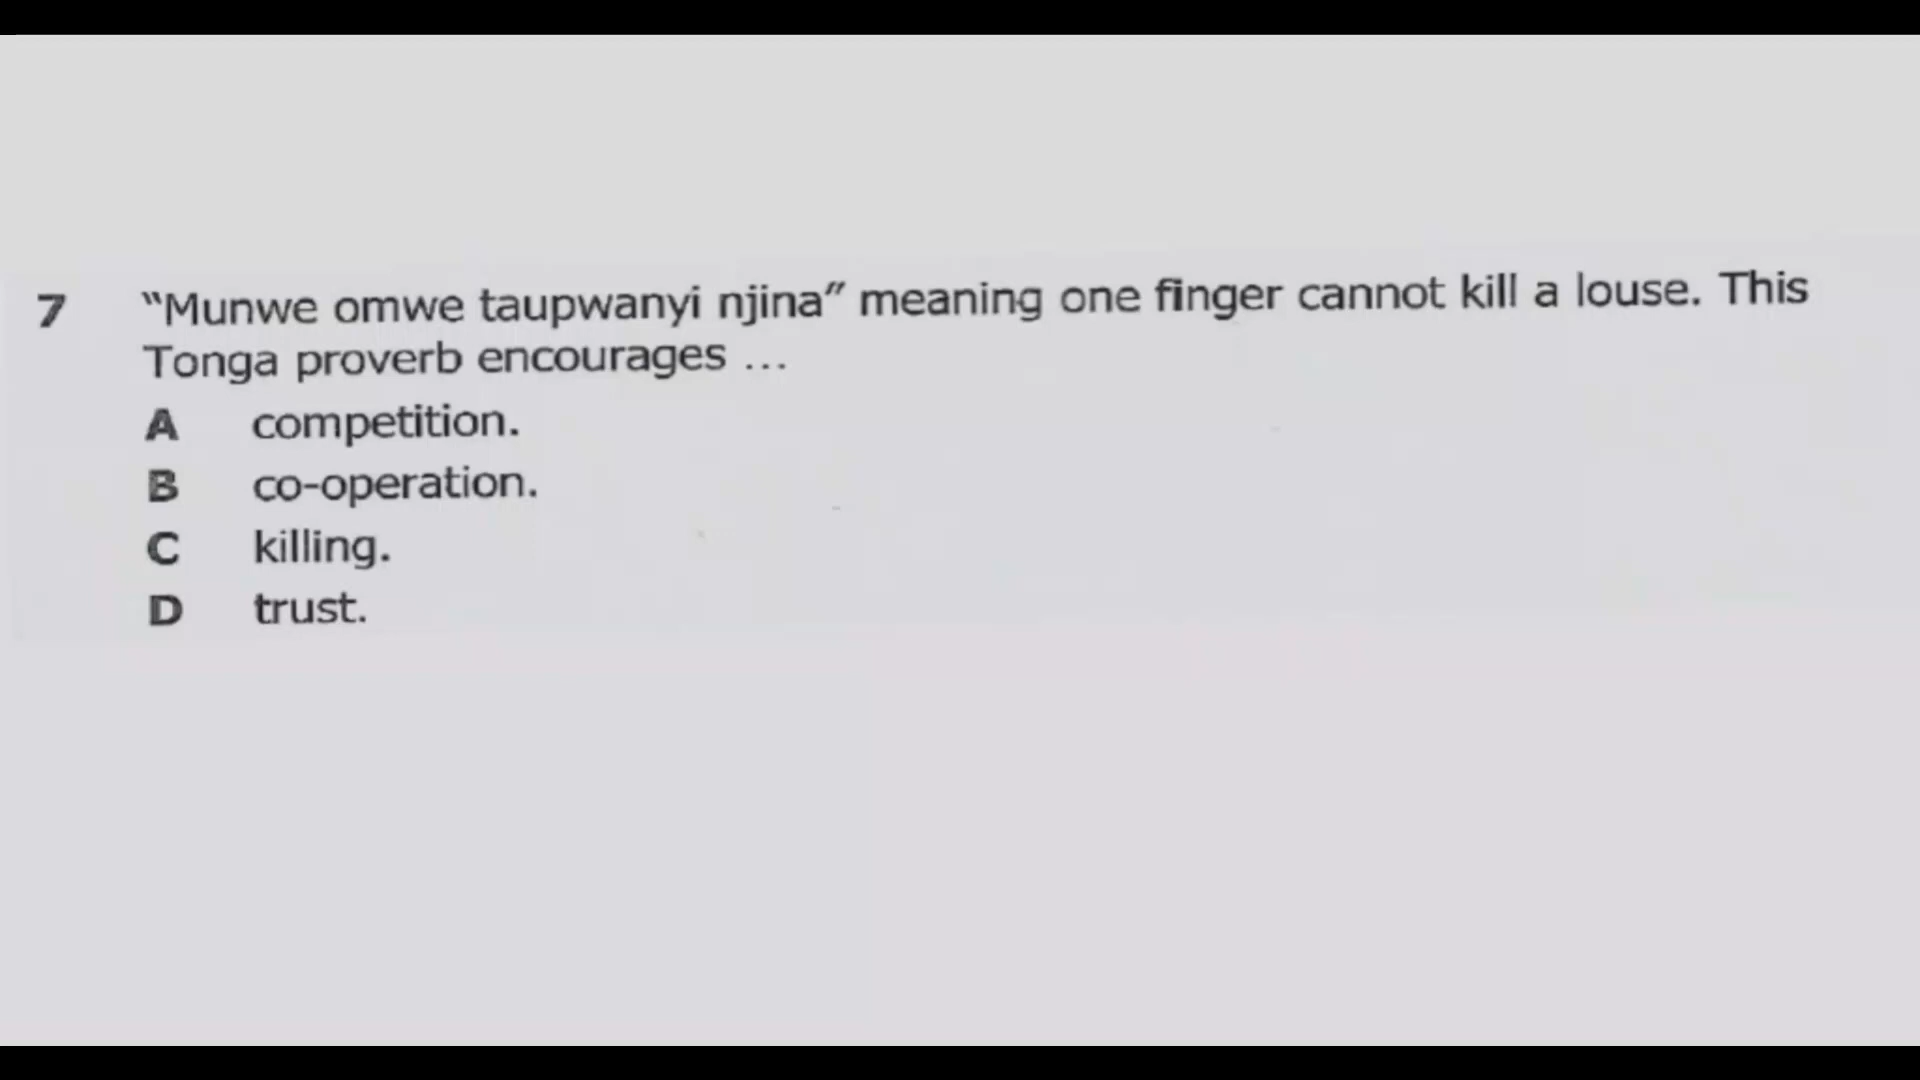 7 "Munwe omwe taupwanyi njina" meaning one finger cannot kill a louse. This
Tonga proverb encourages ...
A competition.
B co-operation.
C killing.
D trust.